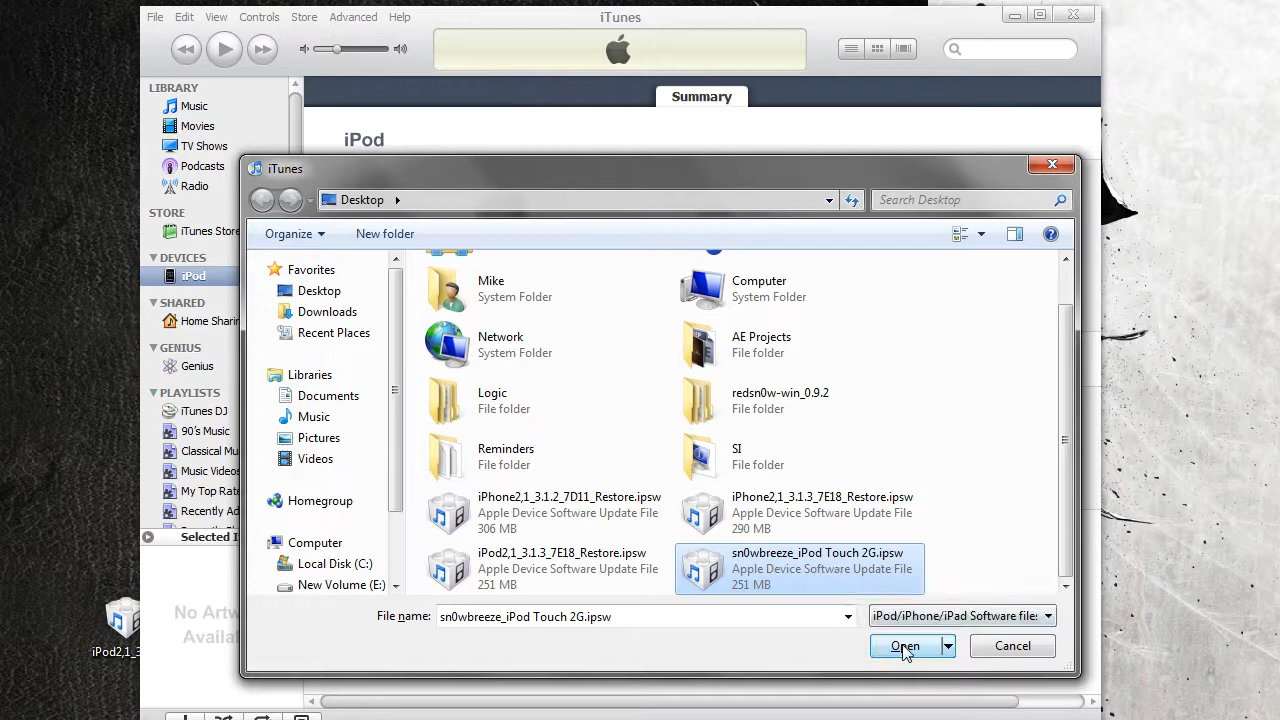 File Edit View Controls Store Advanced Help
iTunes
LIBRARY
Music
Movies
TV Shows
Podcasts
Radio
STORE
iTunes Store
DEVICES
iPod
SHARED
Home Sharin
GENIUS
Genius
PLAYLISTS
iTunes DJ
90's Music
Classical Mu
Music Videos
My Top Rate
Recently Ad
Selected I
No Artw
Availal
iPod2,1_3
Summary
iPod
iTunes
Desktop
Search Desktop
Organize
New folder
Favorites
Desktop
Downloads
Recent Places
Libraries
Documents
Music
Pictures
Videos
Homegroup
Computer
Local Disk (C:)
New Volume (E:)
Mike
System Folder
Computer
System Folder
Network
System Folder
AE Projects
File folder
Logic
File folder
redsn0w-win_0.9.2
File folder
Reminders
File folder
SI
File folder
iPhone2,1_3.1.2_7D11_Restore.ipsw
Apple Device Software Update File
306 MB
iPhone2,1_3.1.3_7E18_Restore.ipsw
Apple Device Software Update File
290 MB
iPod2,1_3.1.3_7E18_Restore.ipsw
Apple Device Software Update File
251 MB
sn0wbreeze_iPod Touch 2G.ipsw
Apple Device Software Update File
251 MB
File name:
sn0wbreeze_iPod Touch 2G.ipsw
iPod/iPhone/iPad Software files
Open
Cancel